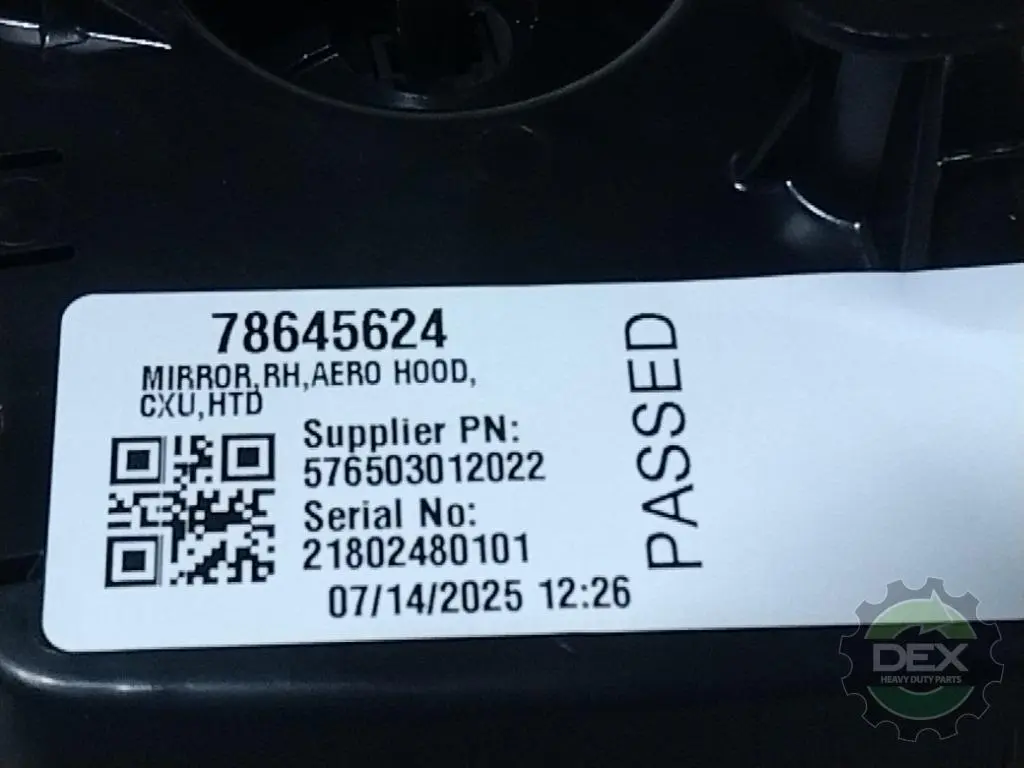 78645624
MIRROR,RH,AERO HOOD,
CXU,HTD
Supplier PN:
576503012022
Serial No:
21802480101
07/14/2025 12:26
PASSED
DEX
HEAVY DUTY PARTS